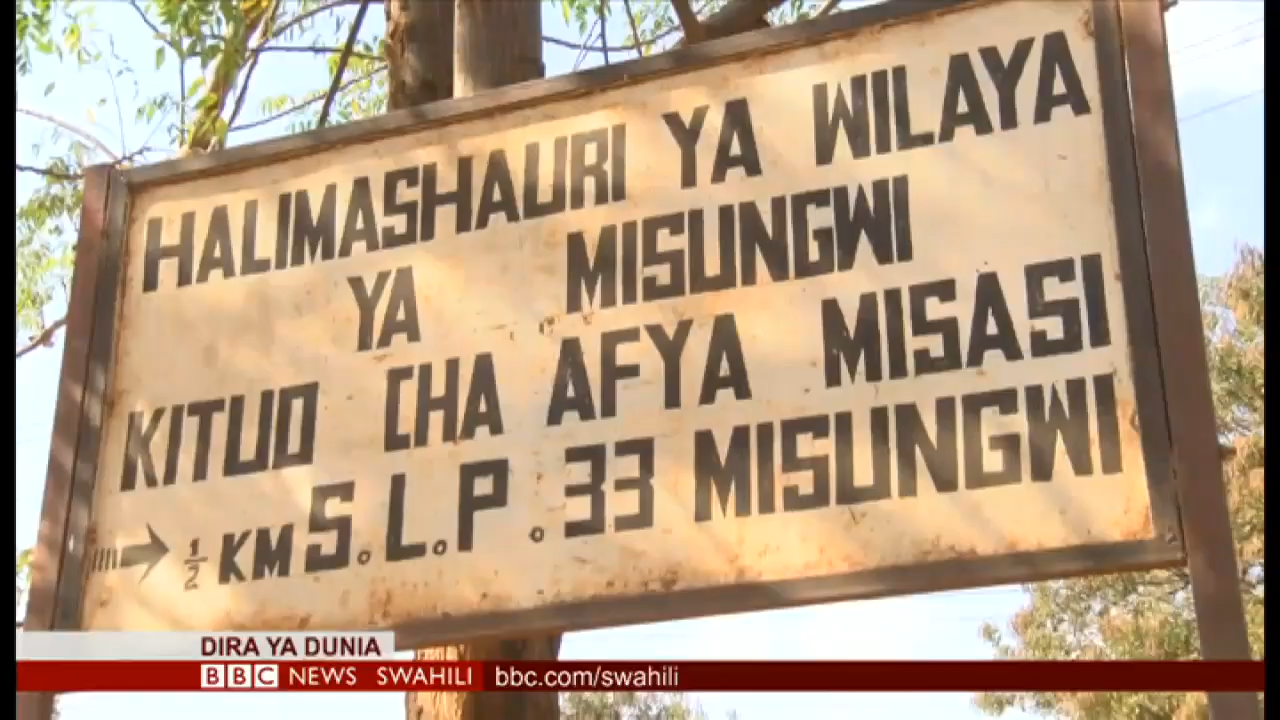 HALIMASHAURI YA WILAYA
YA MISUNGWI
KITUO CHA AFYA MISASI
1/2 KM S.L.P. 33 MISUNGWI
DIRA YA DUNIA
BBC NEWS SWAHILI bbc.com/swahili